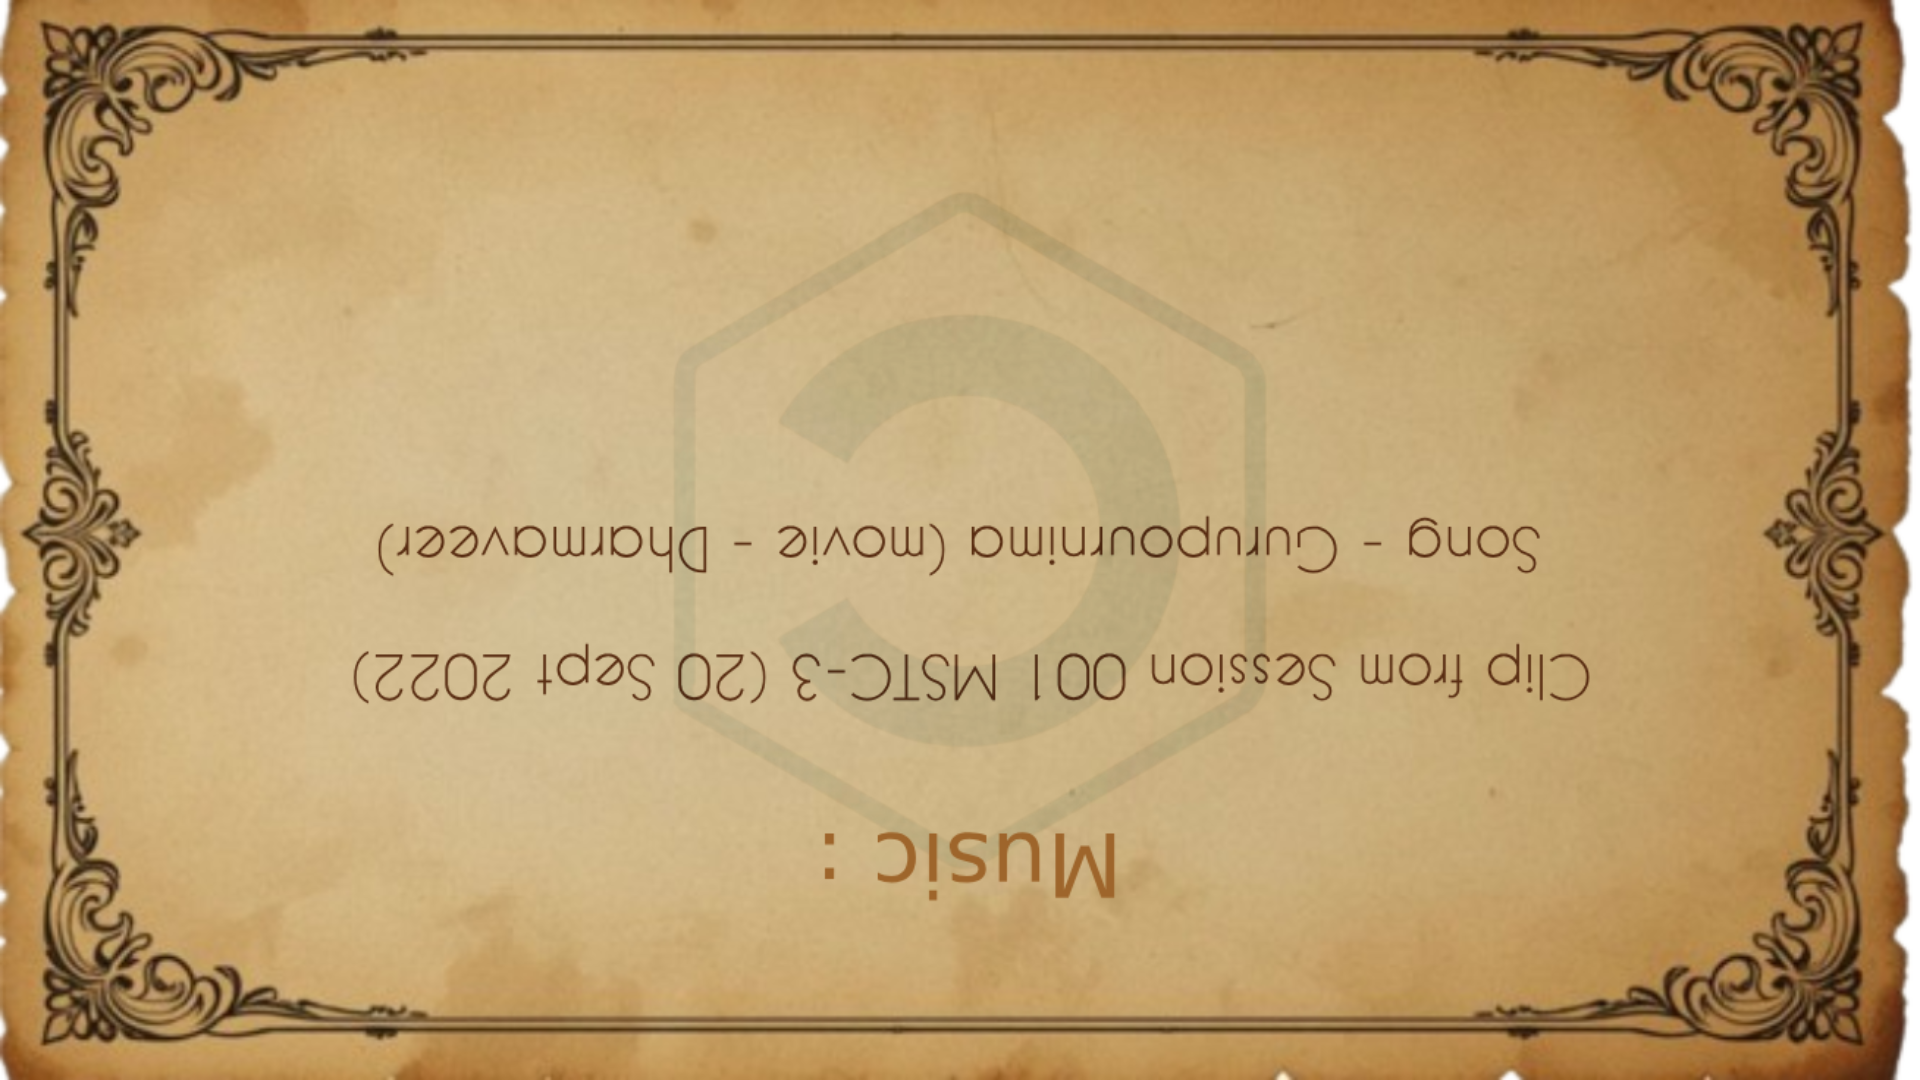 Music :
Clip from Session 001 MSTC-3 (20 Sept 2022)
Song - Gurupournima (movie - Dharmaveer)